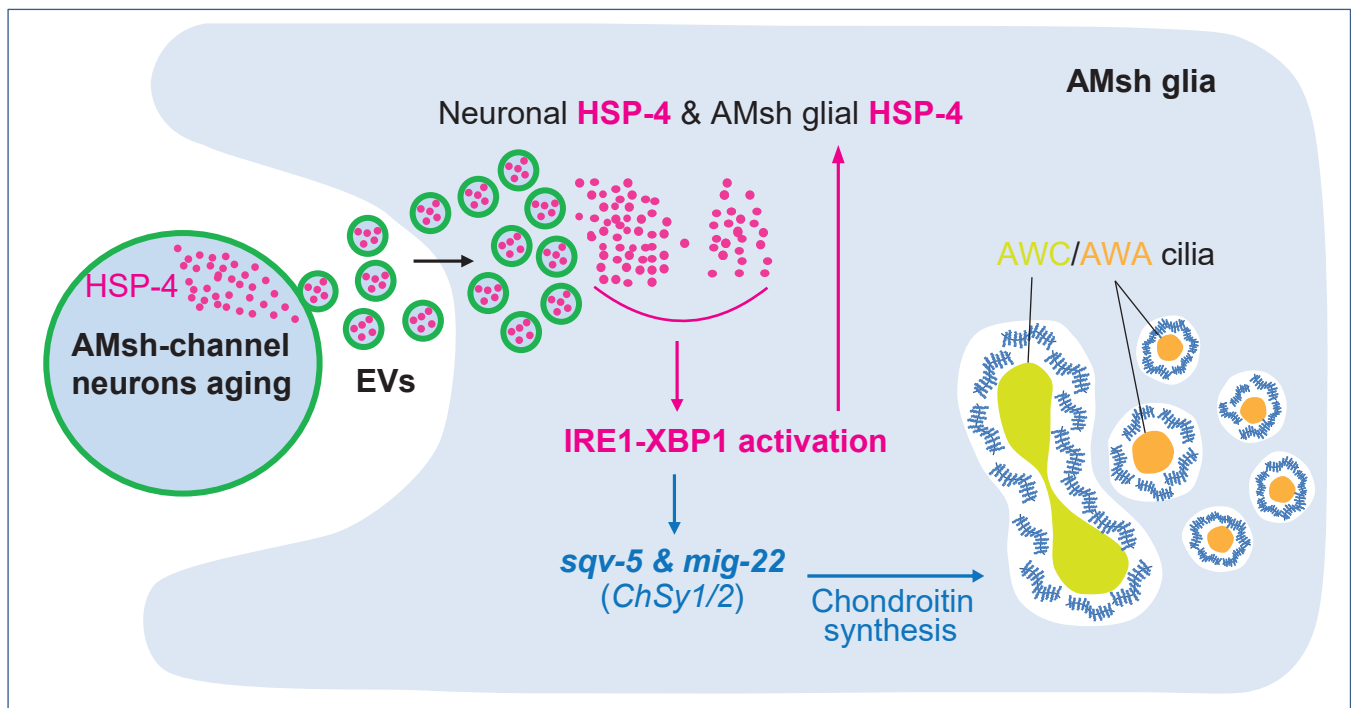 AMsh glia
Neuronal HSP-4 & AMsh glial HSP-4
HSP-4
AMsh-channel
neurons aging
EVs
AWC/AWA cilia
IRE1-XBP1 activation
sqv-5 & mig-22
(ChSy1/2)
Chondroitin
synthesis